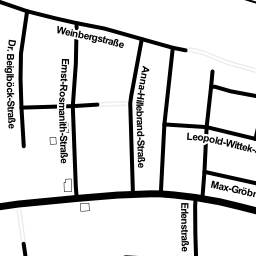 Weinbergstraße
Dr. Beiglböck-Straße
Ernst-Rosmanith-Straße
Anna-Hillebrand-Straße
Leopold-Wittek-
Max-Gröbn
Erlenstraße